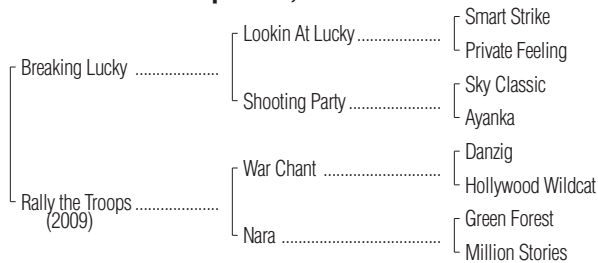 Smart Strike
Lookin At Lucky ....................
Private Feeling
Breaking Lucky ....................
Sky Classic
Shooting Party ......................
Ayanka
Danzig
War Chant ............................
Hollywood Wildcat
Rally the Troops ....................
(2009)
Green Forest
Nara ......................................
Million Stories